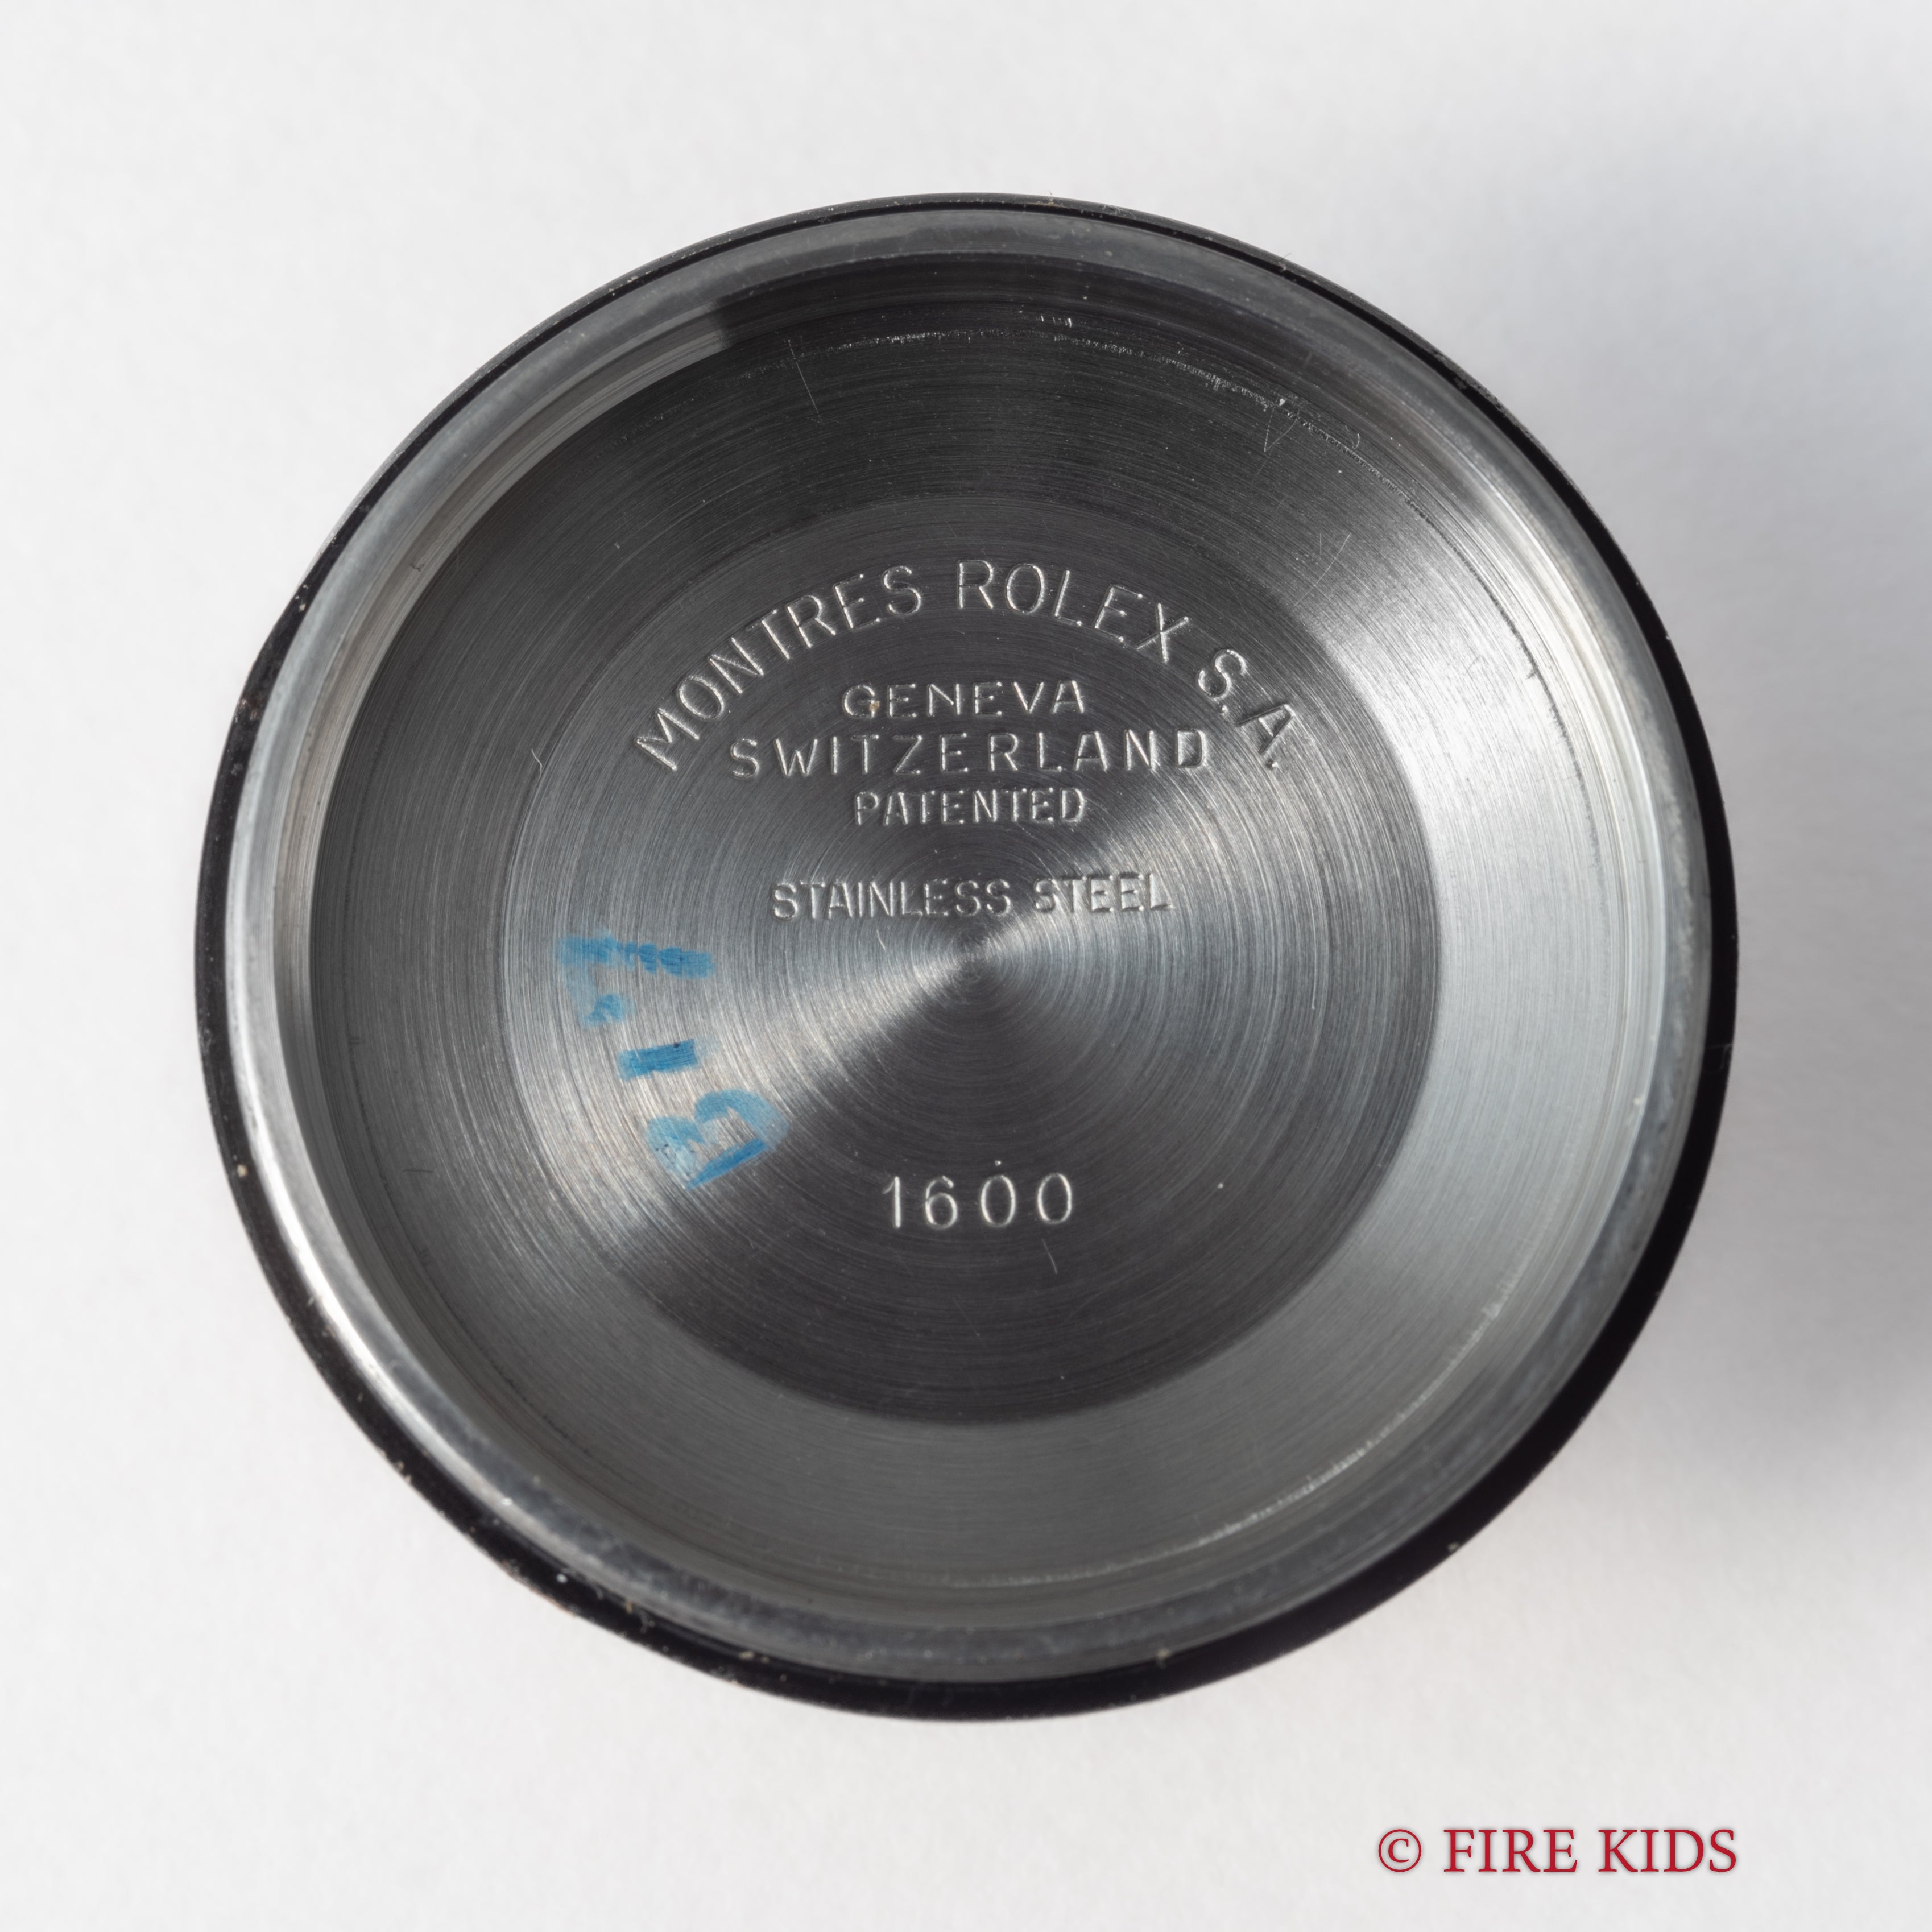 MONTRES ROLEX S.A.
GENEVA
SWITZERLAND
PATENTED
STAINLESS STEEL
1600
© FIRE KIDS